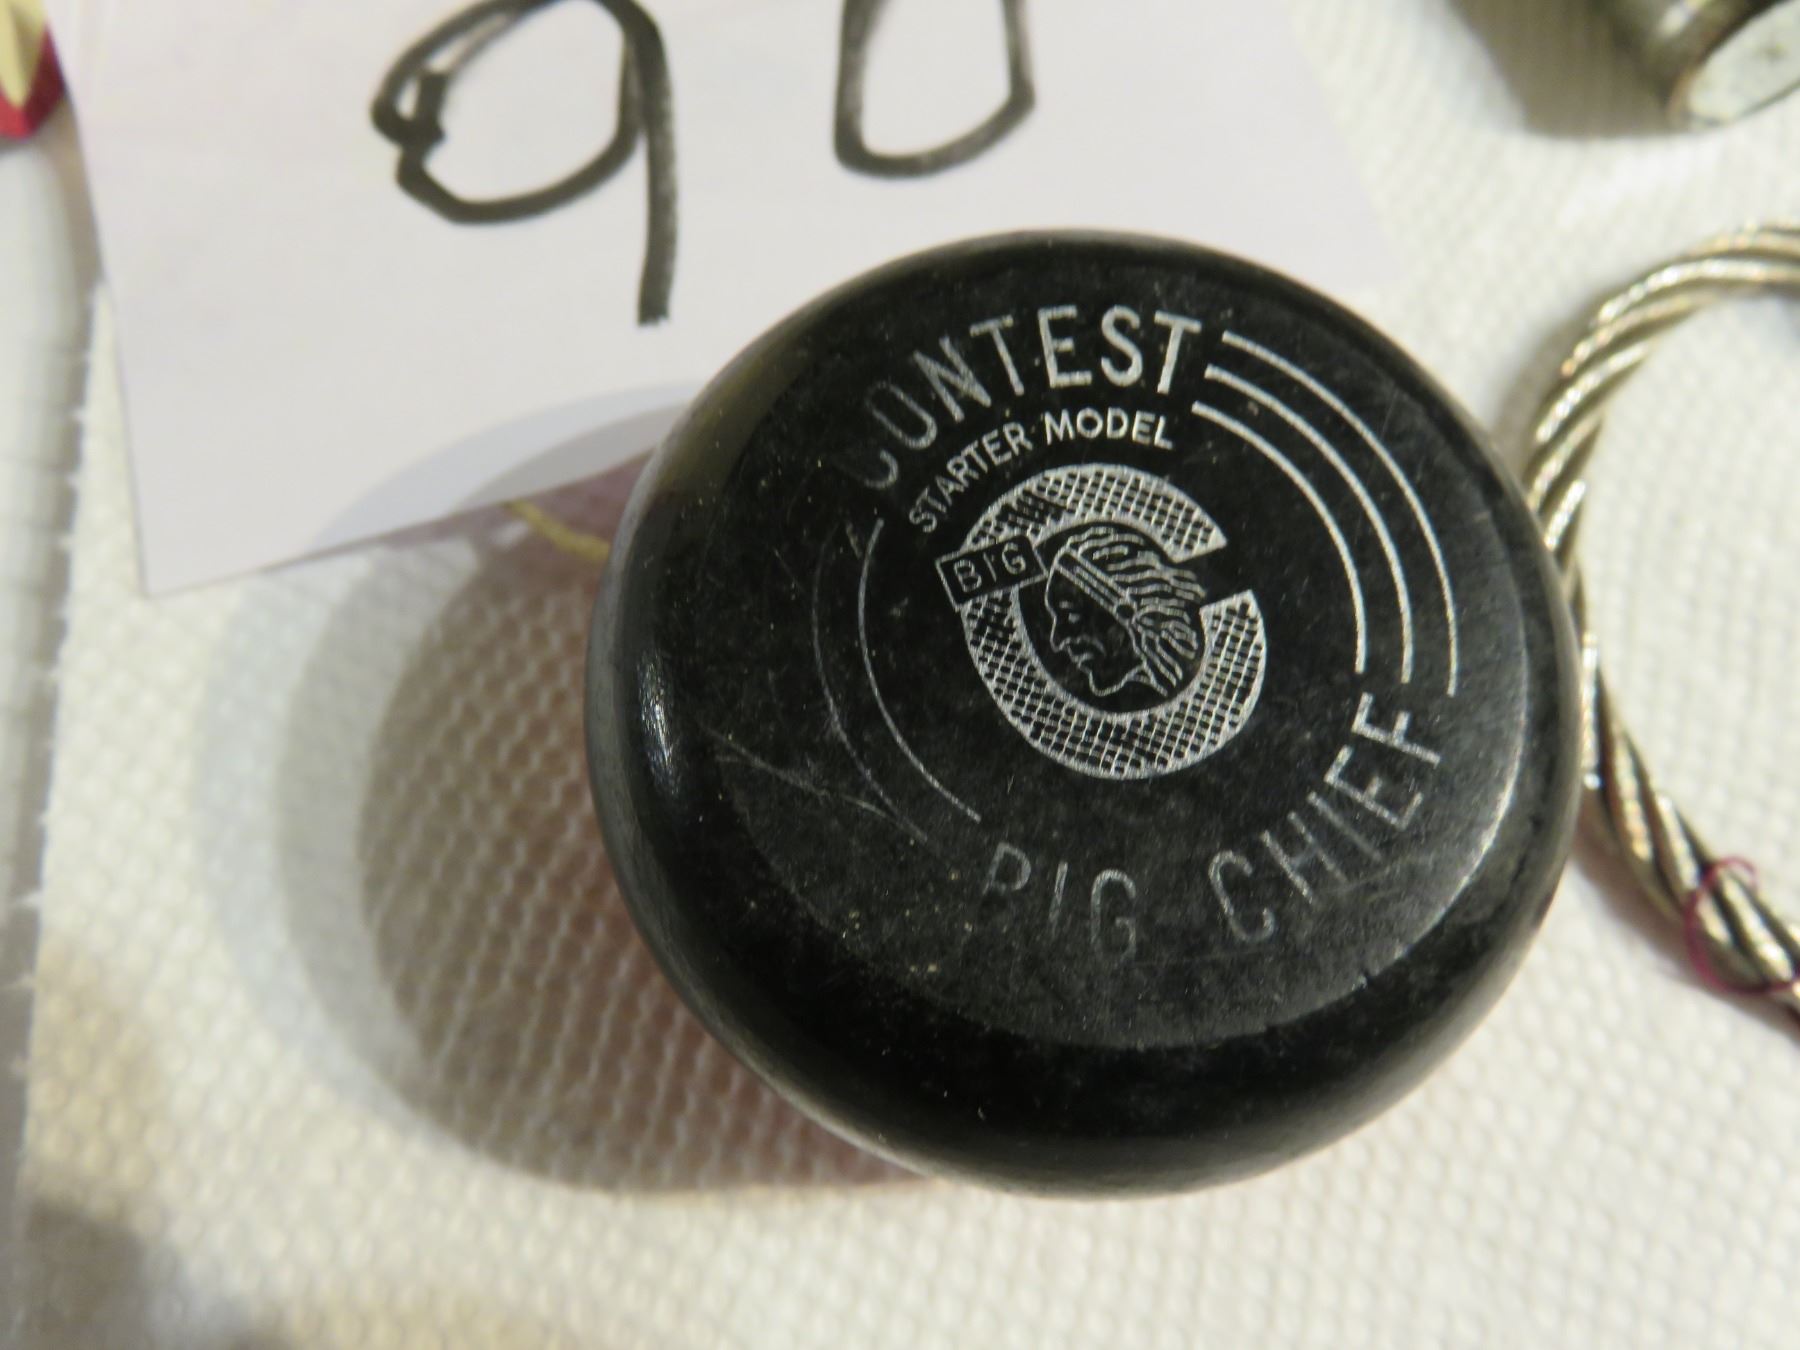 90
CONTEST
STARTER MODEL
BIG
BIG CHIEF